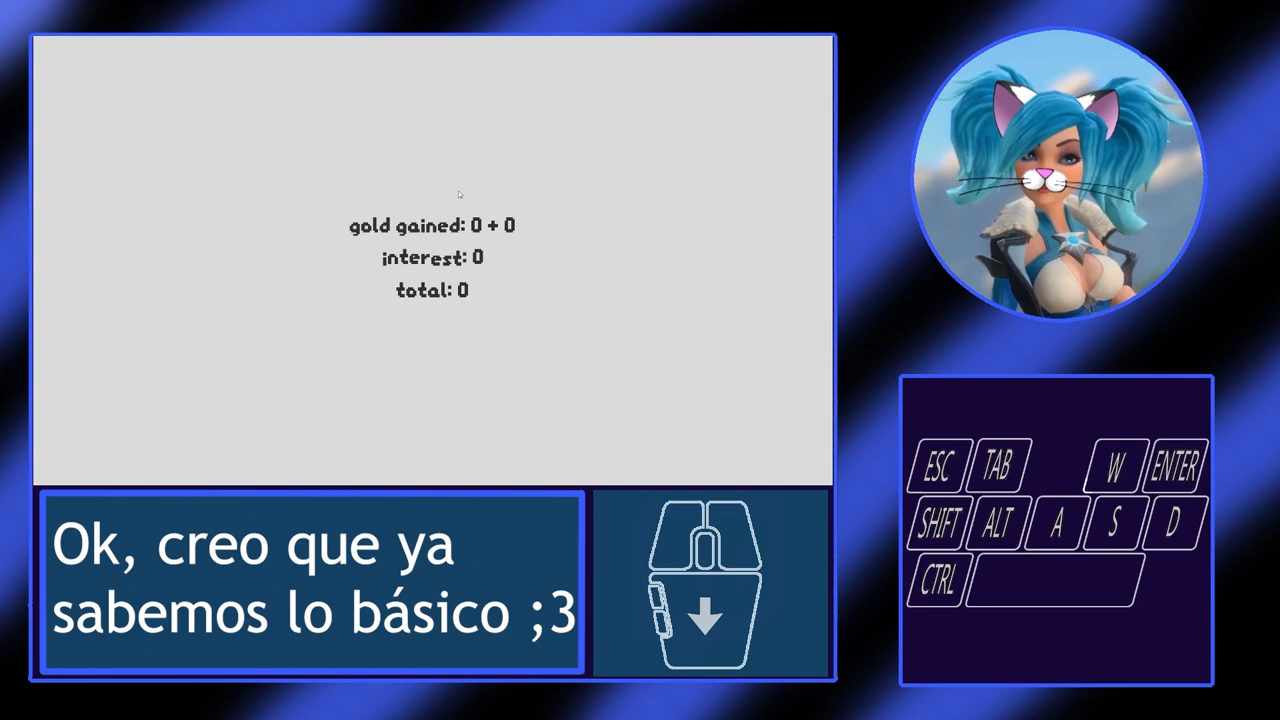 gold gained: 0 + 0
interest: 0
total: 0
Ok, creo que ya
sabemos lo básico ;3
ESC TAB W ENTER
SHIFT ALT A S D
CTRL